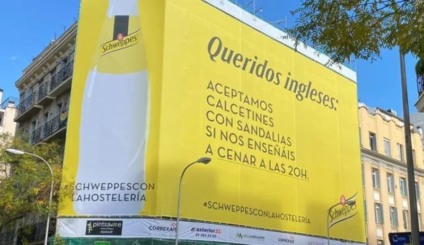 Schweppes
Queridos ingleses:
ACEPTAMOS
CALCETINES
CON SANDALIAS
SI NOS ENSEÑÁIS
A CENAR A LAS 20H.
#SCHWEPPESCON
LAHOSTELERÍA
#SCHWEPPESCONLAHOSTELERÍA
Schweppes